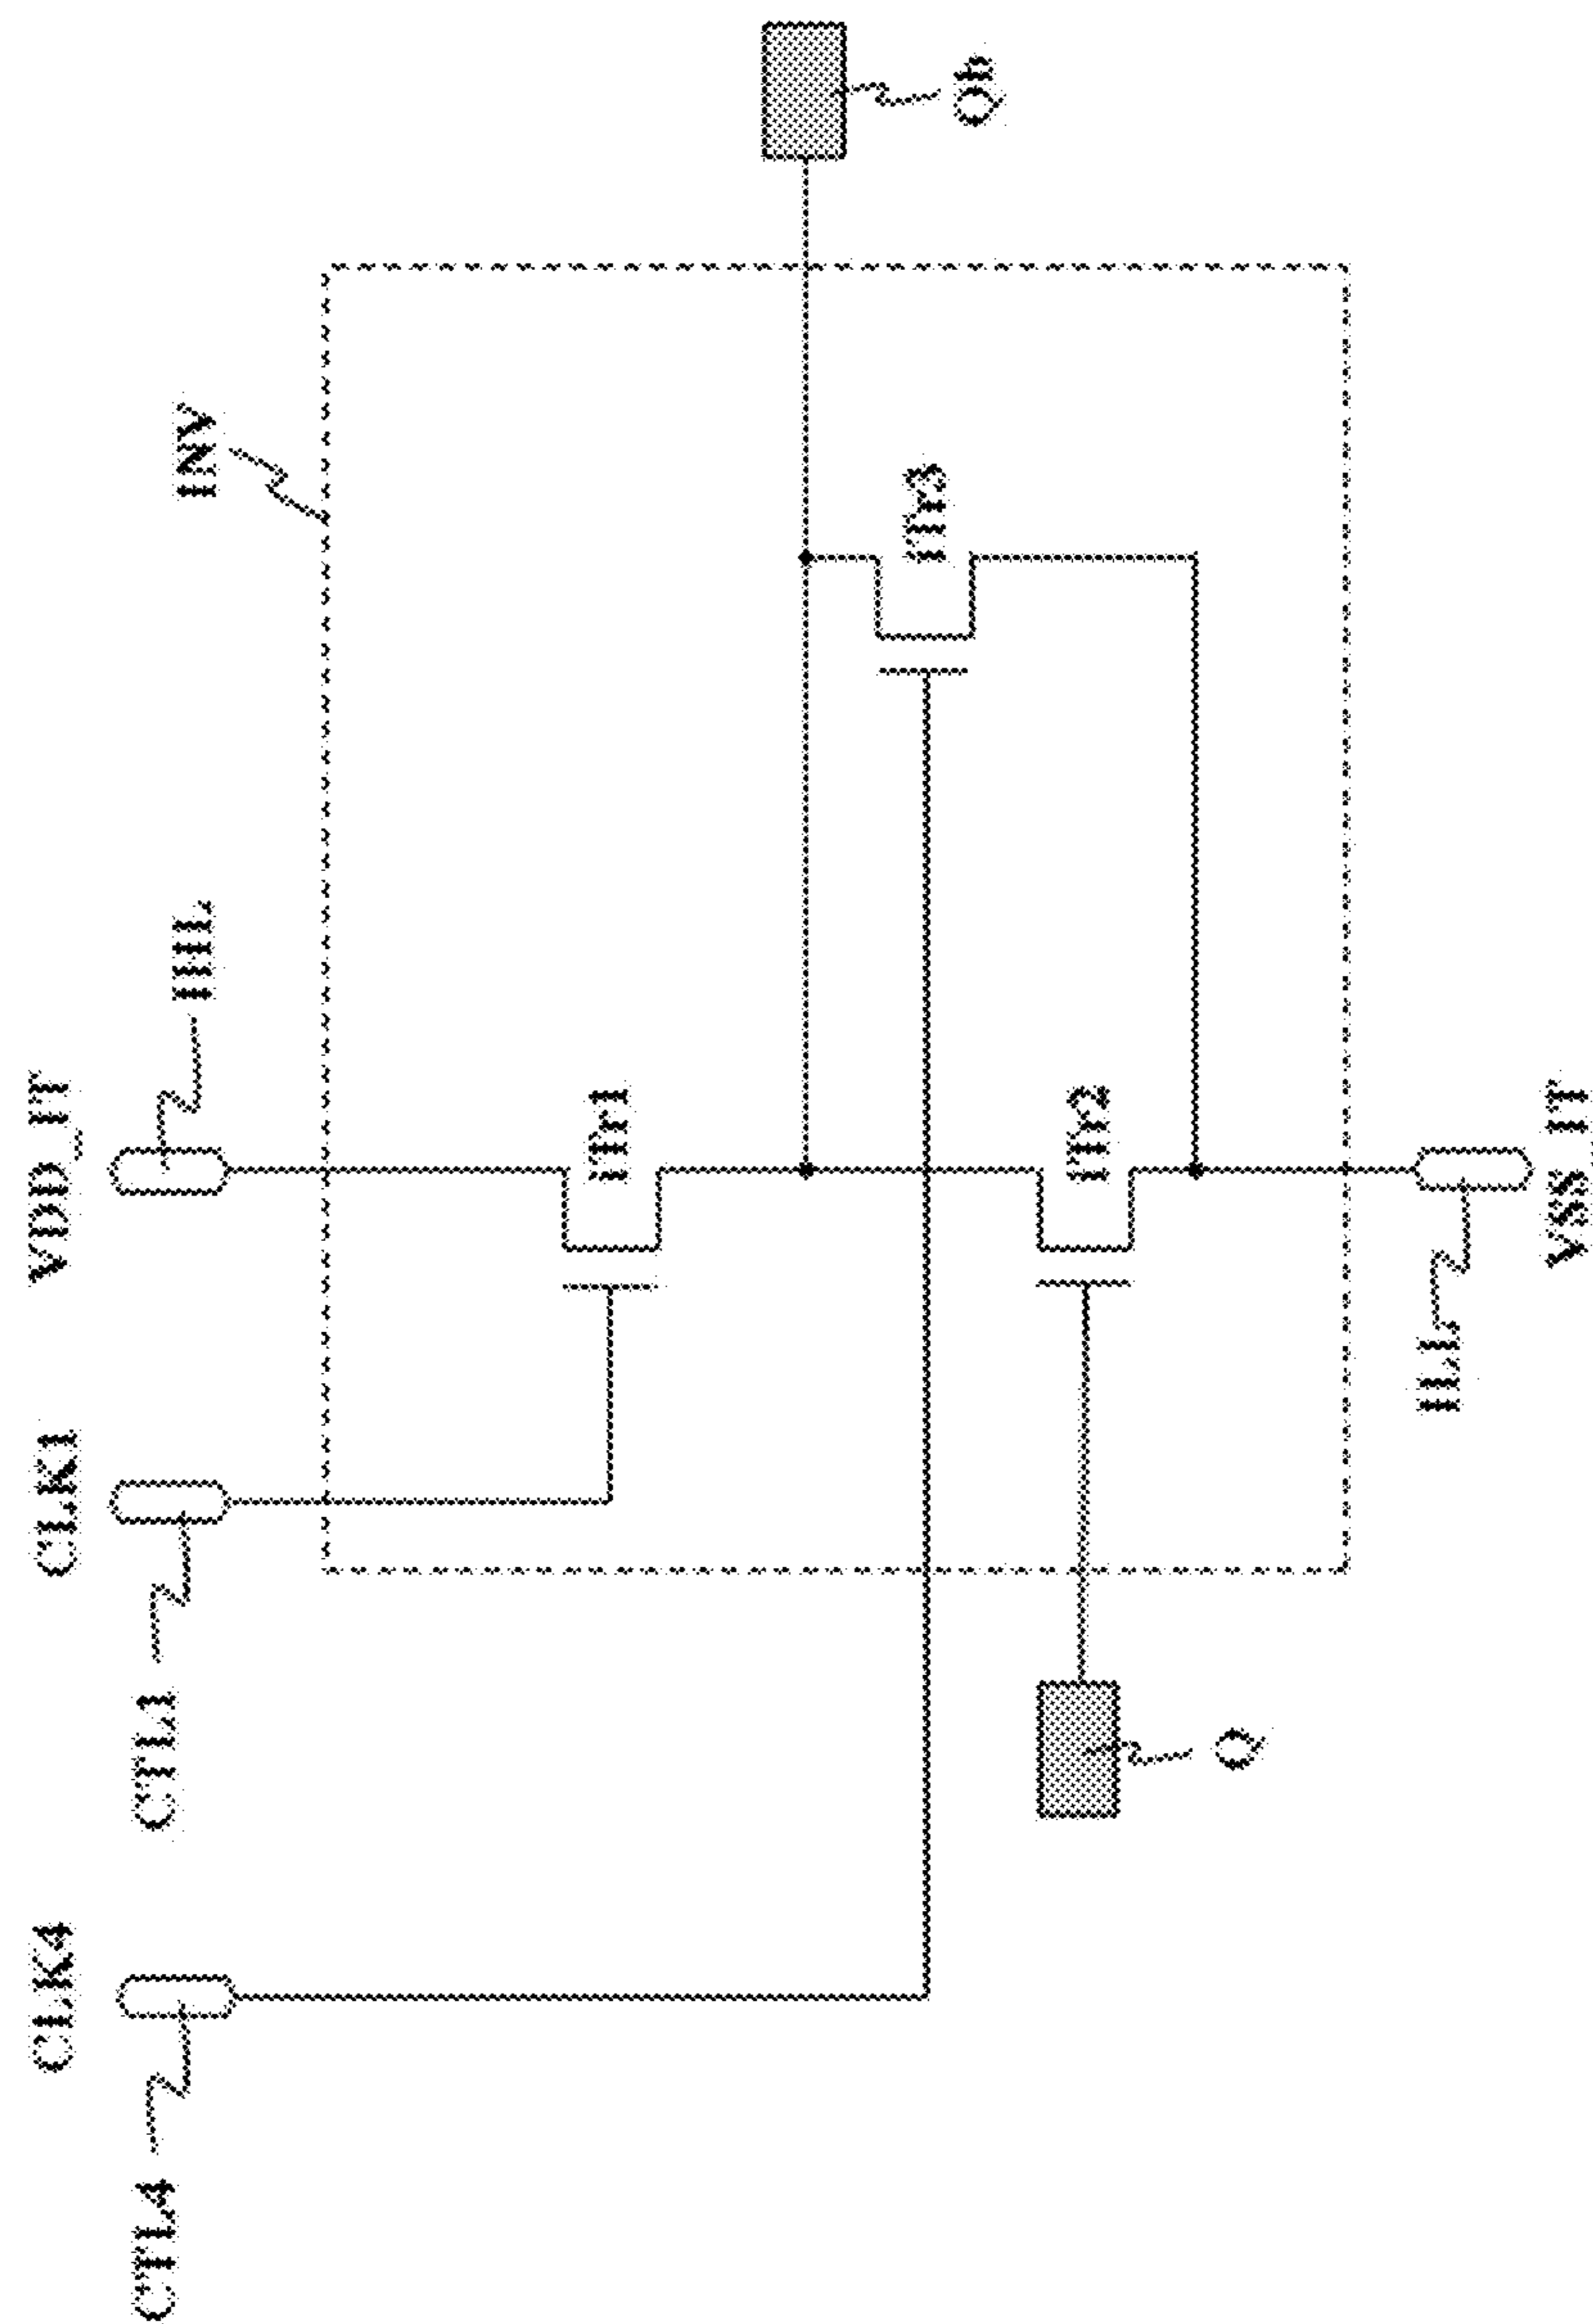 CTL4
CLK4
CTL1
CLK1
VDD_IT
IHL
INV
ITr1
ITr2
ITr3
Q
Qb
ILL
VSS_IT